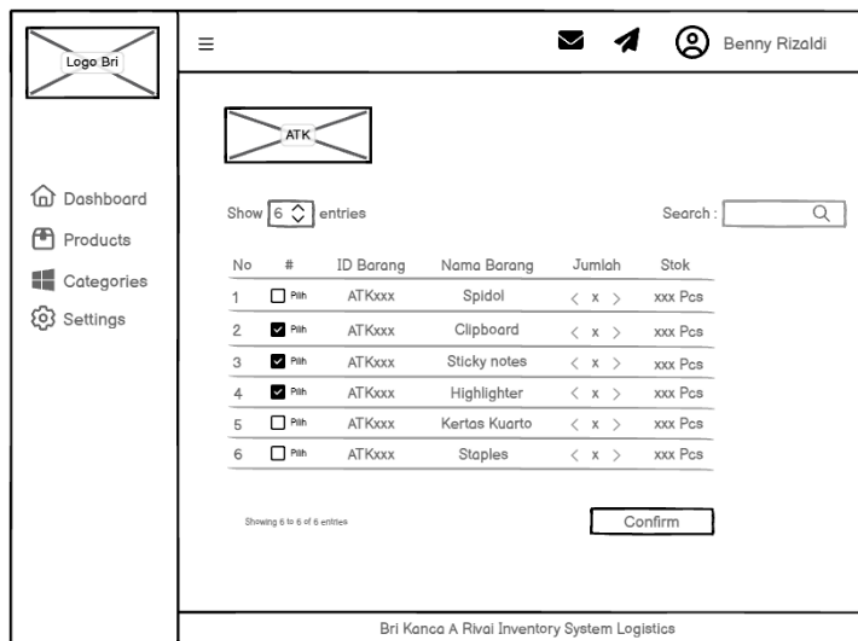 Logo Bri
Benny Rizaldi
ATK
Dashboard
Products
Categories
Settings
Show 6 entries
Search :
No # ID Barang Nama Barang Jumlah Stok
1 Pilih ATKxxx Spidol < x > xxx Pcs
2 Pilih ATKxxx Clipboard < x > xxx Pcs
3 Pilih ATKxxx Sticky notes < x > xxx Pcs
4 Pilih ATKxxx Highlighter < x > xxx Pcs
5 Pilih ATKxxx Kertas Kuarto < x > xxx Pcs
6 Pilih ATKxxx Staples < x > xxx Pcs
Showing 6 to 6 of 6 entries
Confirm
Bri Kanca A Rivai Inventory System Logistics